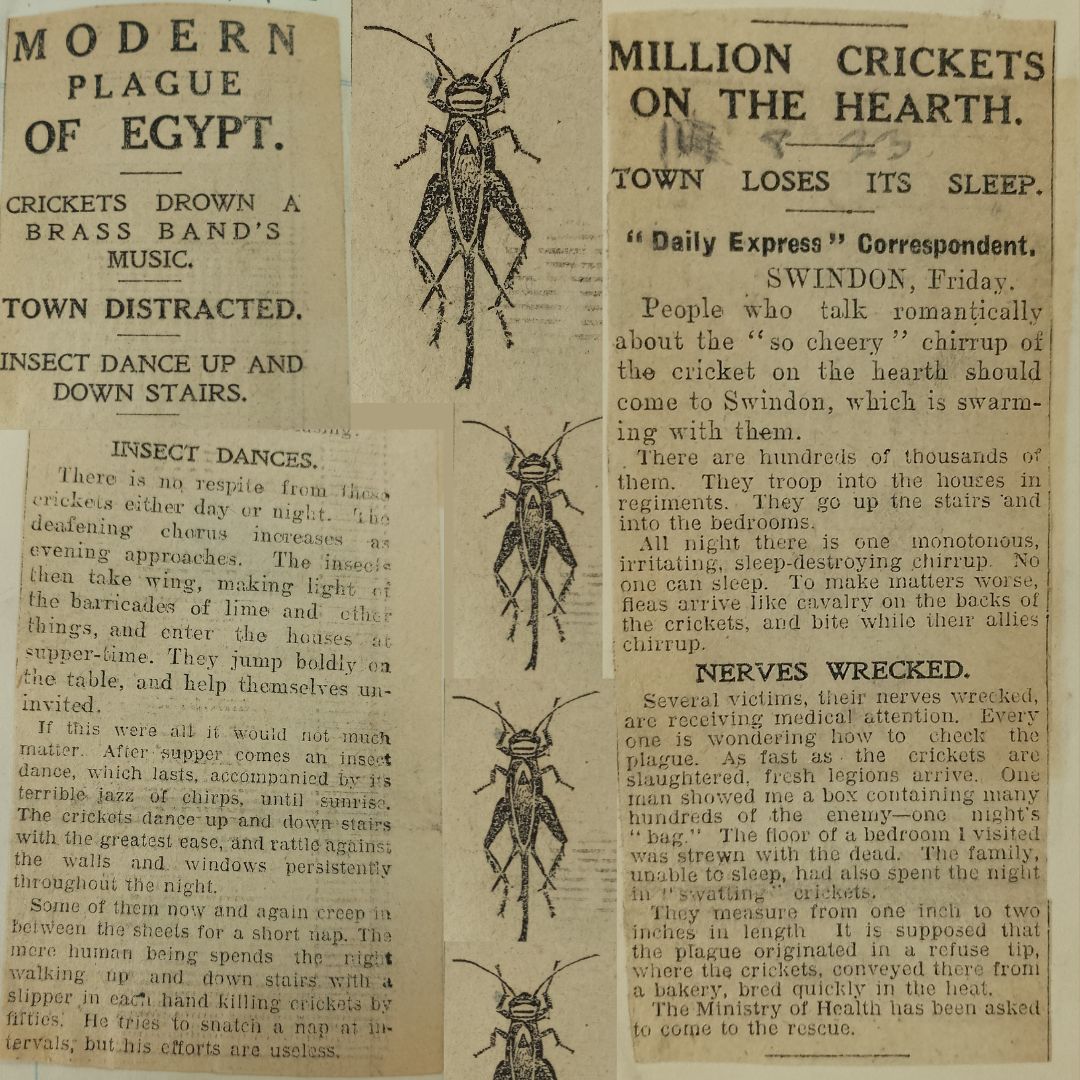 MODERN
PLAGUE
OF EGYPT.
CRICKETS DROWN A
BRASS BAND'S
MUSIC.
TOWN DISTRACTED.
INSECT DANCE UP AND
DOWN STAIRS.
INSECT DANCES.
There is no respite from these
crickets either day or night. The
deafening chorus increases as
evening approaches. The insects
then take wing, making light of
the barricades of lime and other
things, and enter the houses at
supper-time. They jump boldly on
the table, and help themselves un-
invited.
If this were all it would not much
matter. After supper comes an insect
dance, which lasts, accompanied by its
terrible jazz of chirps, until sunrise.
The crickets dance up and down stairs
with the greatest ease, and rattle against
the walls and windows persistently
throughout the night.
Some of them now and again creep in
between the sheets for a short nap. The
mere human being spends the night
walking up and down stairs with a
slipper in each hand killing crickets by
fifties. He tries to snatch a nap at in-
tervals, but his efforts are useless.
MILLION CRICKETS
ON THE HEARTH.
8 23
TOWN LOSES ITS SLEEP.
"Daily Express" Correspondent.
SWINDON, Friday.
People who talk romantically
about the "so cheery" chirrup of
the cricket on the hearth should
come to Swindon, which is swarm-
ing with them.
There are hundreds of thousands of
them. They troop into the houses in
regiments. They go up the stairs and
into the bedrooms.
All night there is one monotonous,
irritating, sleep-destroying chirrup. No
one can sleep. To make matters worse,
fleas arrive like cavalry on the backs of
the crickets, and bite while their allies
chirrup.
NERVES WRECKED.
Several victims, their nerves wrecked,
are receiving medical attention. Every
one is wondering how to check the
plague. As fast as the crickets are
slaughtered, fresh legions arrive. One
man showed me a box containing many
hundreds of the enemy—one night's
"bag." The floor of a bedroom I visited
was strewn with the dead. The family,
unable to sleep, had also spent the night
in "swatting" crickets.
They measure from one inch to two
inches in length It is supposed that
the plague originated in a refuse tip,
where the crickets, conveyed there from
a bakery, bred quickly in the heat.
The Ministry of Health has been asked
to come to the rescue.